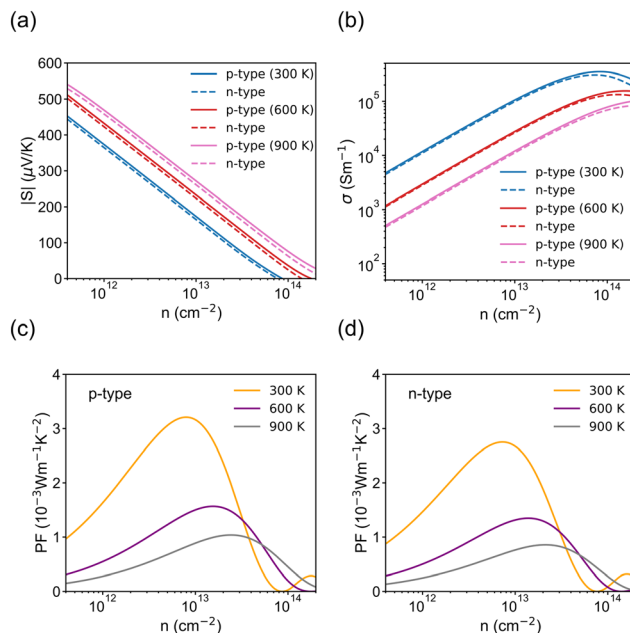 (a)
600
500
400
300
200
100
0
|S| (μV/K)
p-type (300 K)
n-type
p-type (600 K)
n-type
p-type (900 K)
n-type
10¹²
10¹³
10¹⁴
n (cm⁻²)
(b)
10⁵
10⁴
10³
10²
σ (Sm⁻¹)
p-type (300 K)
n-type
p-type (600 K)
n-type
p-type (900 K)
n-type
10¹²
10¹³
10¹⁴
n (cm⁻²)
(c)
4
3
2
1
0
PF (10⁻³Wm⁻¹K⁻²)
p-type
300 K
600 K
900 K
10¹²
10¹³
10¹⁴
n (cm⁻²)
(d)
4
3
2
1
0
PF (10⁻³Wm⁻¹K⁻²)
n-type
300 K
600 K
900 K
10¹²
10¹³
10¹⁴
n (cm⁻²)